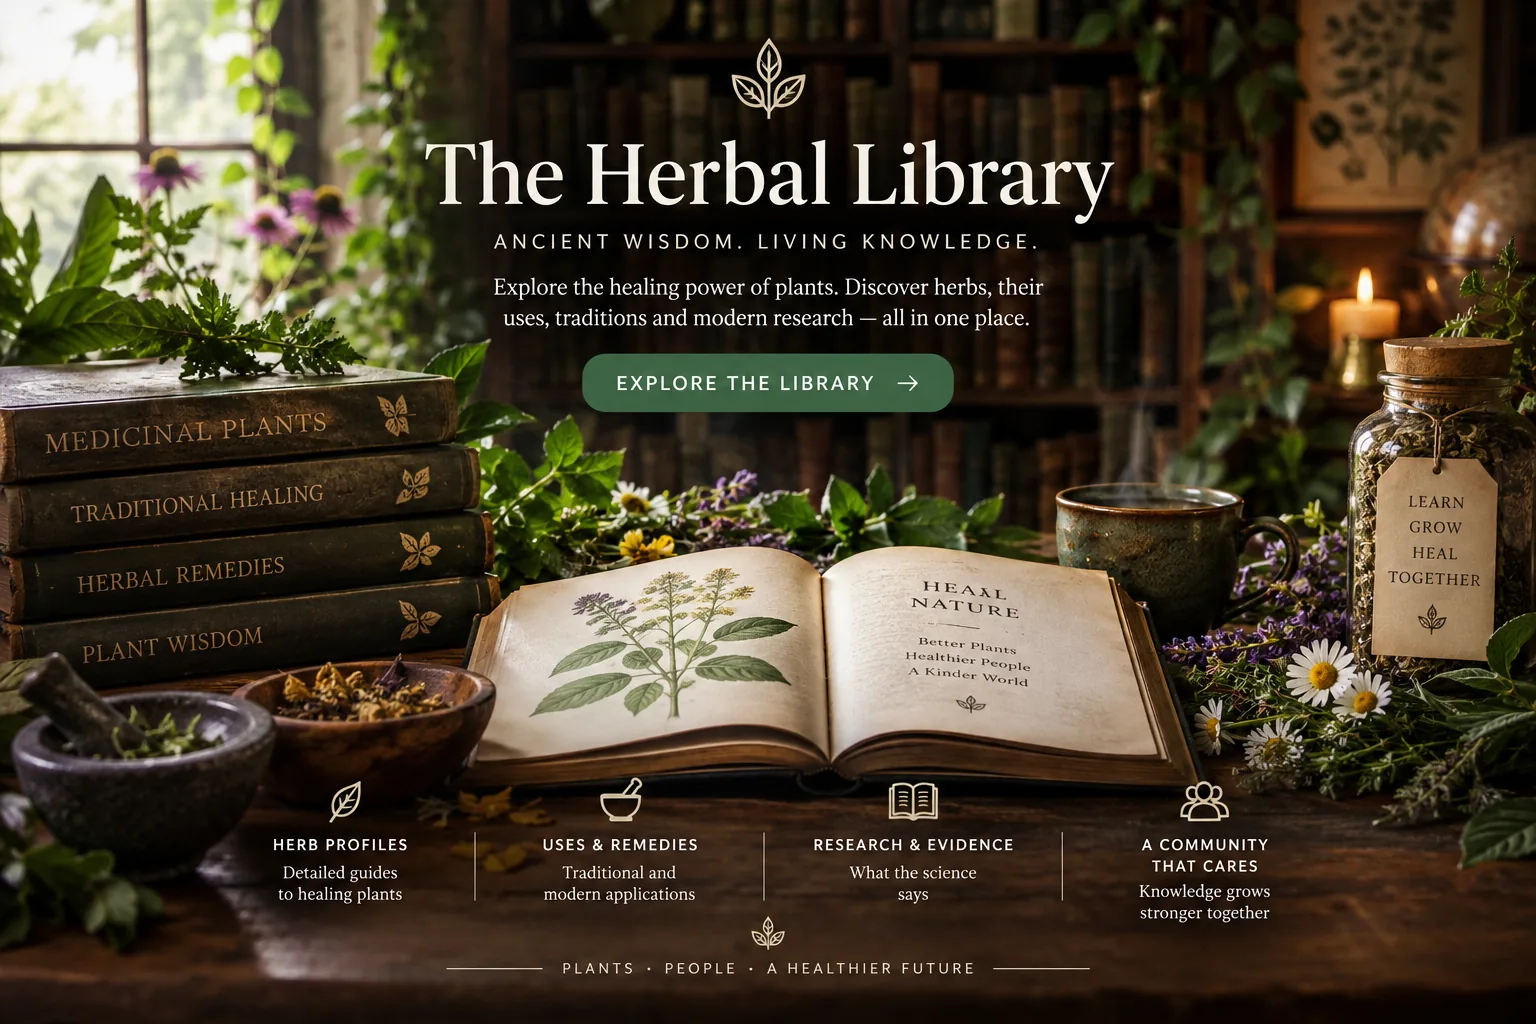 The Herbal Library
ANCIENT WISDOM. LIVING KNOWLEDGE.
Explore the healing power of plants. Discover herbs, their
uses, traditions and modern research — all in one place.
EXPLORE THE LIBRARY →
MEDICINAL PLANTS
TRADITIONAL HEALING
HERBAL REMEDIES
PLANT WISDOM
NATURE
Better Plants
Healthier People
A Kinder World
LEARN
GROW
HEAL
TOGETHER
HERB PROFILES
Detailed guides
to healing plants
USES & REMEDIES
Traditional and
modern applications
RESEARCH & EVIDENCE
What the science
says
A COMMUNITY
THAT CARES
Knowledge grows
stronger together
PLANTS · PEOPLE · A HEALTHIER FUTURE